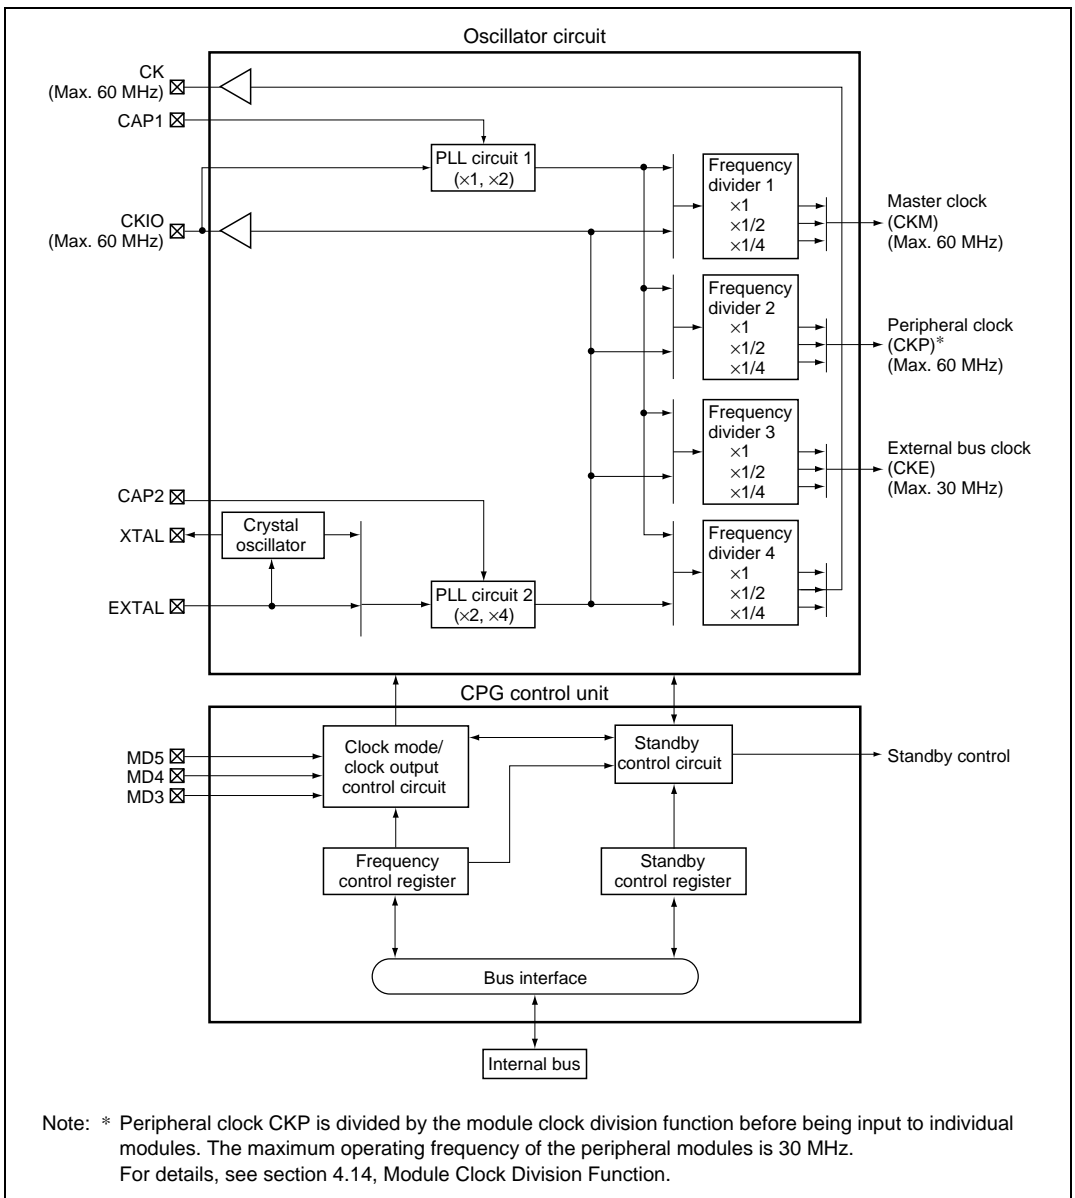 Oscillator circuit
CK
(Max. 60 MHz)
CAP1
PLL circuit 1
(×1, ×2)
CKIO
(Max. 60 MHz)
Frequency
divider 1
×1
×1/2
×1/4
Master clock
(CKM)
(Max. 60 MHz)
Frequency
divider 2
×1
×1/2
×1/4
Peripheral clock
(CKP)*
(Max. 60 MHz)
Frequency
divider 3
×1
×1/2
×1/4
External bus clock
(CKE)
(Max. 30 MHz)
CAP2
XTAL
Crystal
oscillator
EXTAL
PLL circuit 2
(×2, ×4)
Frequency
divider 4
×1
×1/2
×1/4
CPG control unit
MD5
MD4
MD3
Clock mode/
clock output
control circuit
Standby
control circuit
Standby control
Frequency
control register
Standby
control register
Bus interface
Internal bus
Note: * Peripheral clock CKP is divided by the module clock division function before being input to individual
modules. The maximum operating frequency of the peripheral modules is 30 MHz.
For details, see section 4.14, Module Clock Division Function.